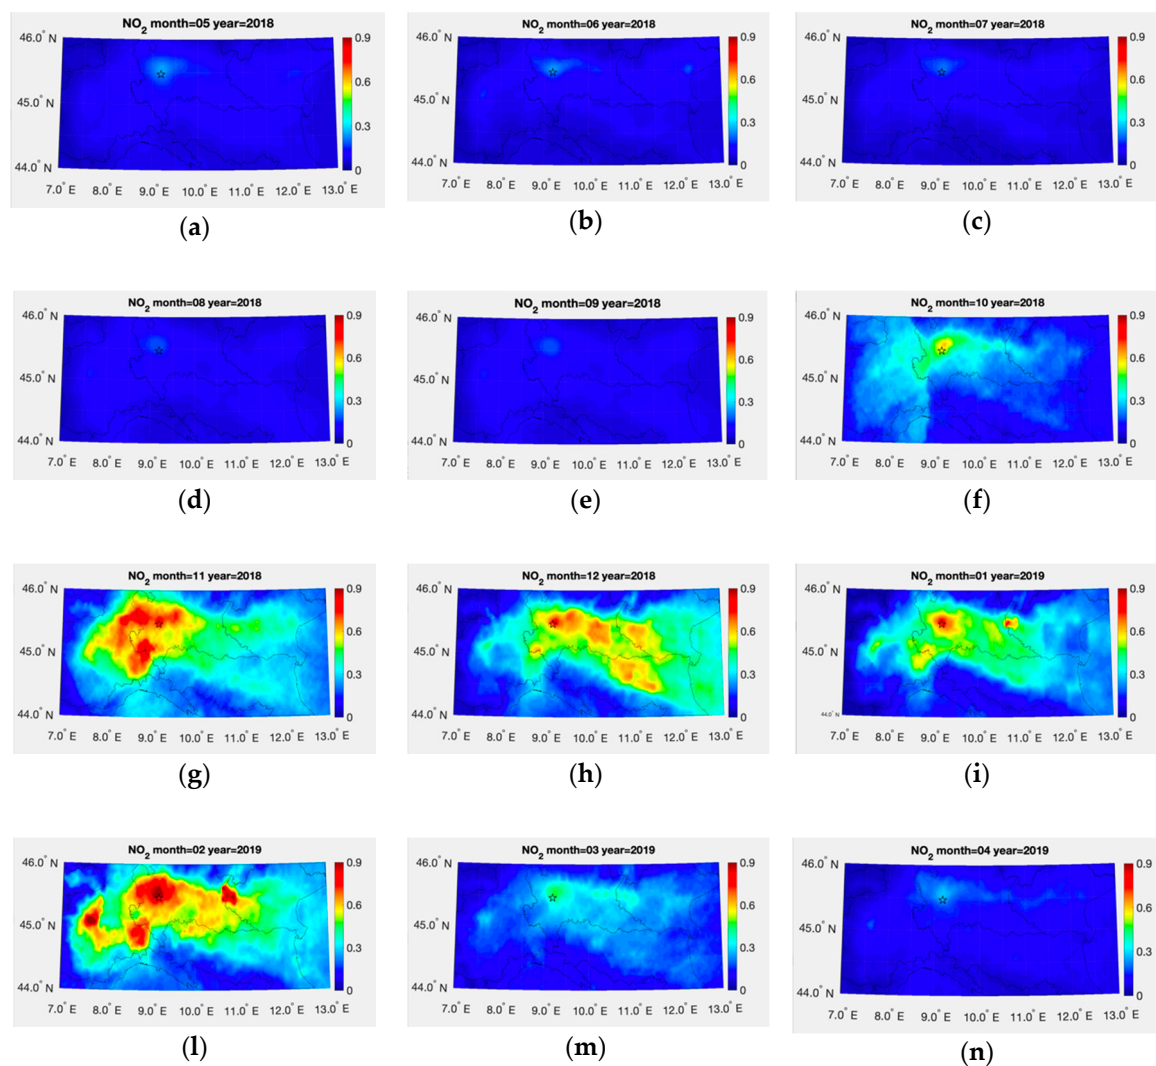 NO2 month=05 year=2018
46.0° N
45.0° N
44.0° N
7.0° E 8.0° E 9.0° E 10.0° E 11.0° E 12.0° E 13.0° E
0.9
0.6
0.3
0
(a)
NO2 month=06 year=2018
46.0° N
45.0° N
44.0° N
7.0° E 8.0° E 9.0° E 10.0° E 11.0° E 12.0° E 13.0° E
0.9
0.6
0.3
0
(b)
NO2 month=07 year=2018
46.0° N
45.0° N
44.0° N
7.0° E 8.0° E 9.0° E 10.0° E 11.0° E 12.0° E 13.0° E
0.9
0.6
0.3
0
(c)
NO2 month=08 year=2018
46.0° N
45.0° N
44.0° N
7.0° E 8.0° E 9.0° E 10.0° E 11.0° E 12.0° E 13.0° E
0.9
0.6
0.3
0
(d)
NO2 month=09 year=2018
46.0° N
45.0° N
44.0° N
7.0° E 8.0° E 9.0° E 10.0° E 11.0° E 12.0° E 13.0° E
0.9
0.6
0.3
0
(e)
NO2 month=10 year=2018
46.0° N
45.0° N
44.0° N
7.0° E 8.0° E 9.0° E 10.0° E 11.0° E 12.0° E 13.0° E
0.9
0.6
0.3
0
(f)
NO2 month=11 year=2018
46.0° N
45.0° N
44.0° N
7.0° E 8.0° E 9.0° E 10.0° E 11.0° E 12.0° E 13.0° E
0.9
0.6
0.3
0
(g)
NO2 month=12 year=2018
46.0° N
45.0° N
44.0° N
7.0° E 8.0° E 9.0° E 10.0° E 11.0° E 12.0° E 13.0° E
0.9
0.6
0.3
0
(h)
NO2 month=01 year=2019
46.0° N
45.0° N
44.0° N
7.0° E 8.0° E 9.0° E 10.0° E 11.0° E 12.0° E 13.0° E
0.9
0.6
0.3
0
(i)
NO2 month=02 year=2019
46.0° N
45.0° N
44.0° N
7.0° E 8.0° E 9.0° E 10.0° E 11.0° E 12.0° E 13.0° E
0.9
0.6
0.3
0
(l)
NO2 month=03 year=2019
46.0° N
45.0° N
44.0° N
7.0° E 8.0° E 9.0° E 10.0° E 11.0° E 12.0° E 13.0° E
0.9
0.6
0.3
0
(m)
NO2 month=04 year=2019
46.0° N
45.0° N
44.0° N
7.0° E 8.0° E 9.0° E 10.0° E 11.0° E 12.0° E 13.0° E
0.9
0.6
0.3
0
(n)